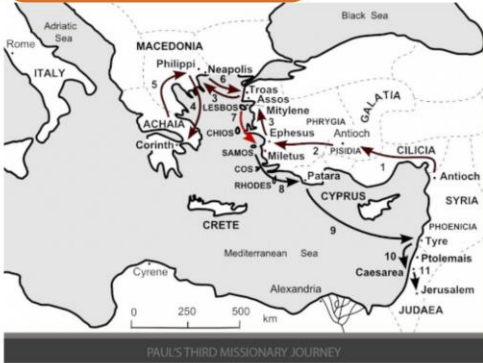 Adriatic
Sea
Black Sea
Rome
MACEDONIA
ITALY
Philippi
Neapolis
5
6
4
3
Troas
LESBOS
Assos
Mitylene
7
3
PHRYGIA
GALATIA
ACHAIA
CHIOS
Ephesus
Antioch
Corinth
PISIDIA
2
CILICIA
SAMOS
Miletus
1
Antioch
COS
Patara
RHODES
8
CYPRUS
SYRIA
CRETE
9
PHOENICIA
Tyre
Mediterranean Sea
10
Ptolemais
Cyrene
Caesarea
11
Alexandria
Jerusalem
JUDAEA
0 250 500
km
PAUL'S THIRD MISSIONARY JOURNEY